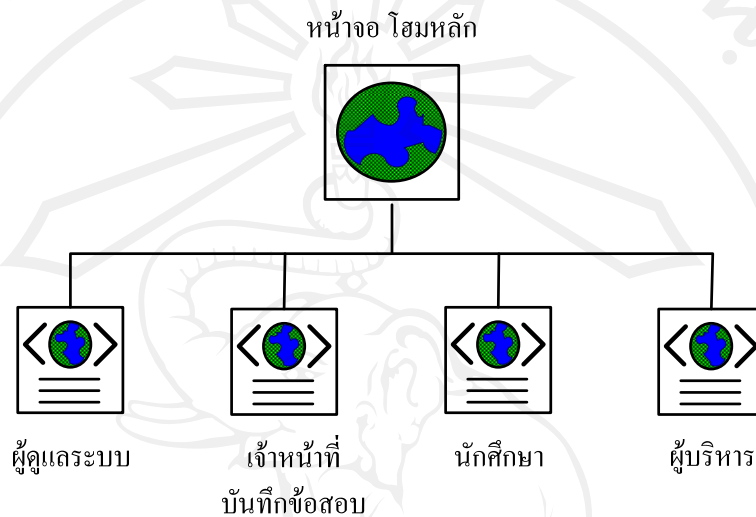 หน้าจอ โฮมหลัก
ผู้ดูแลระบบ
เจ้าหน้าที่
บันทึกข้อสอบ
นักศึกษา
ผู้บริหาร